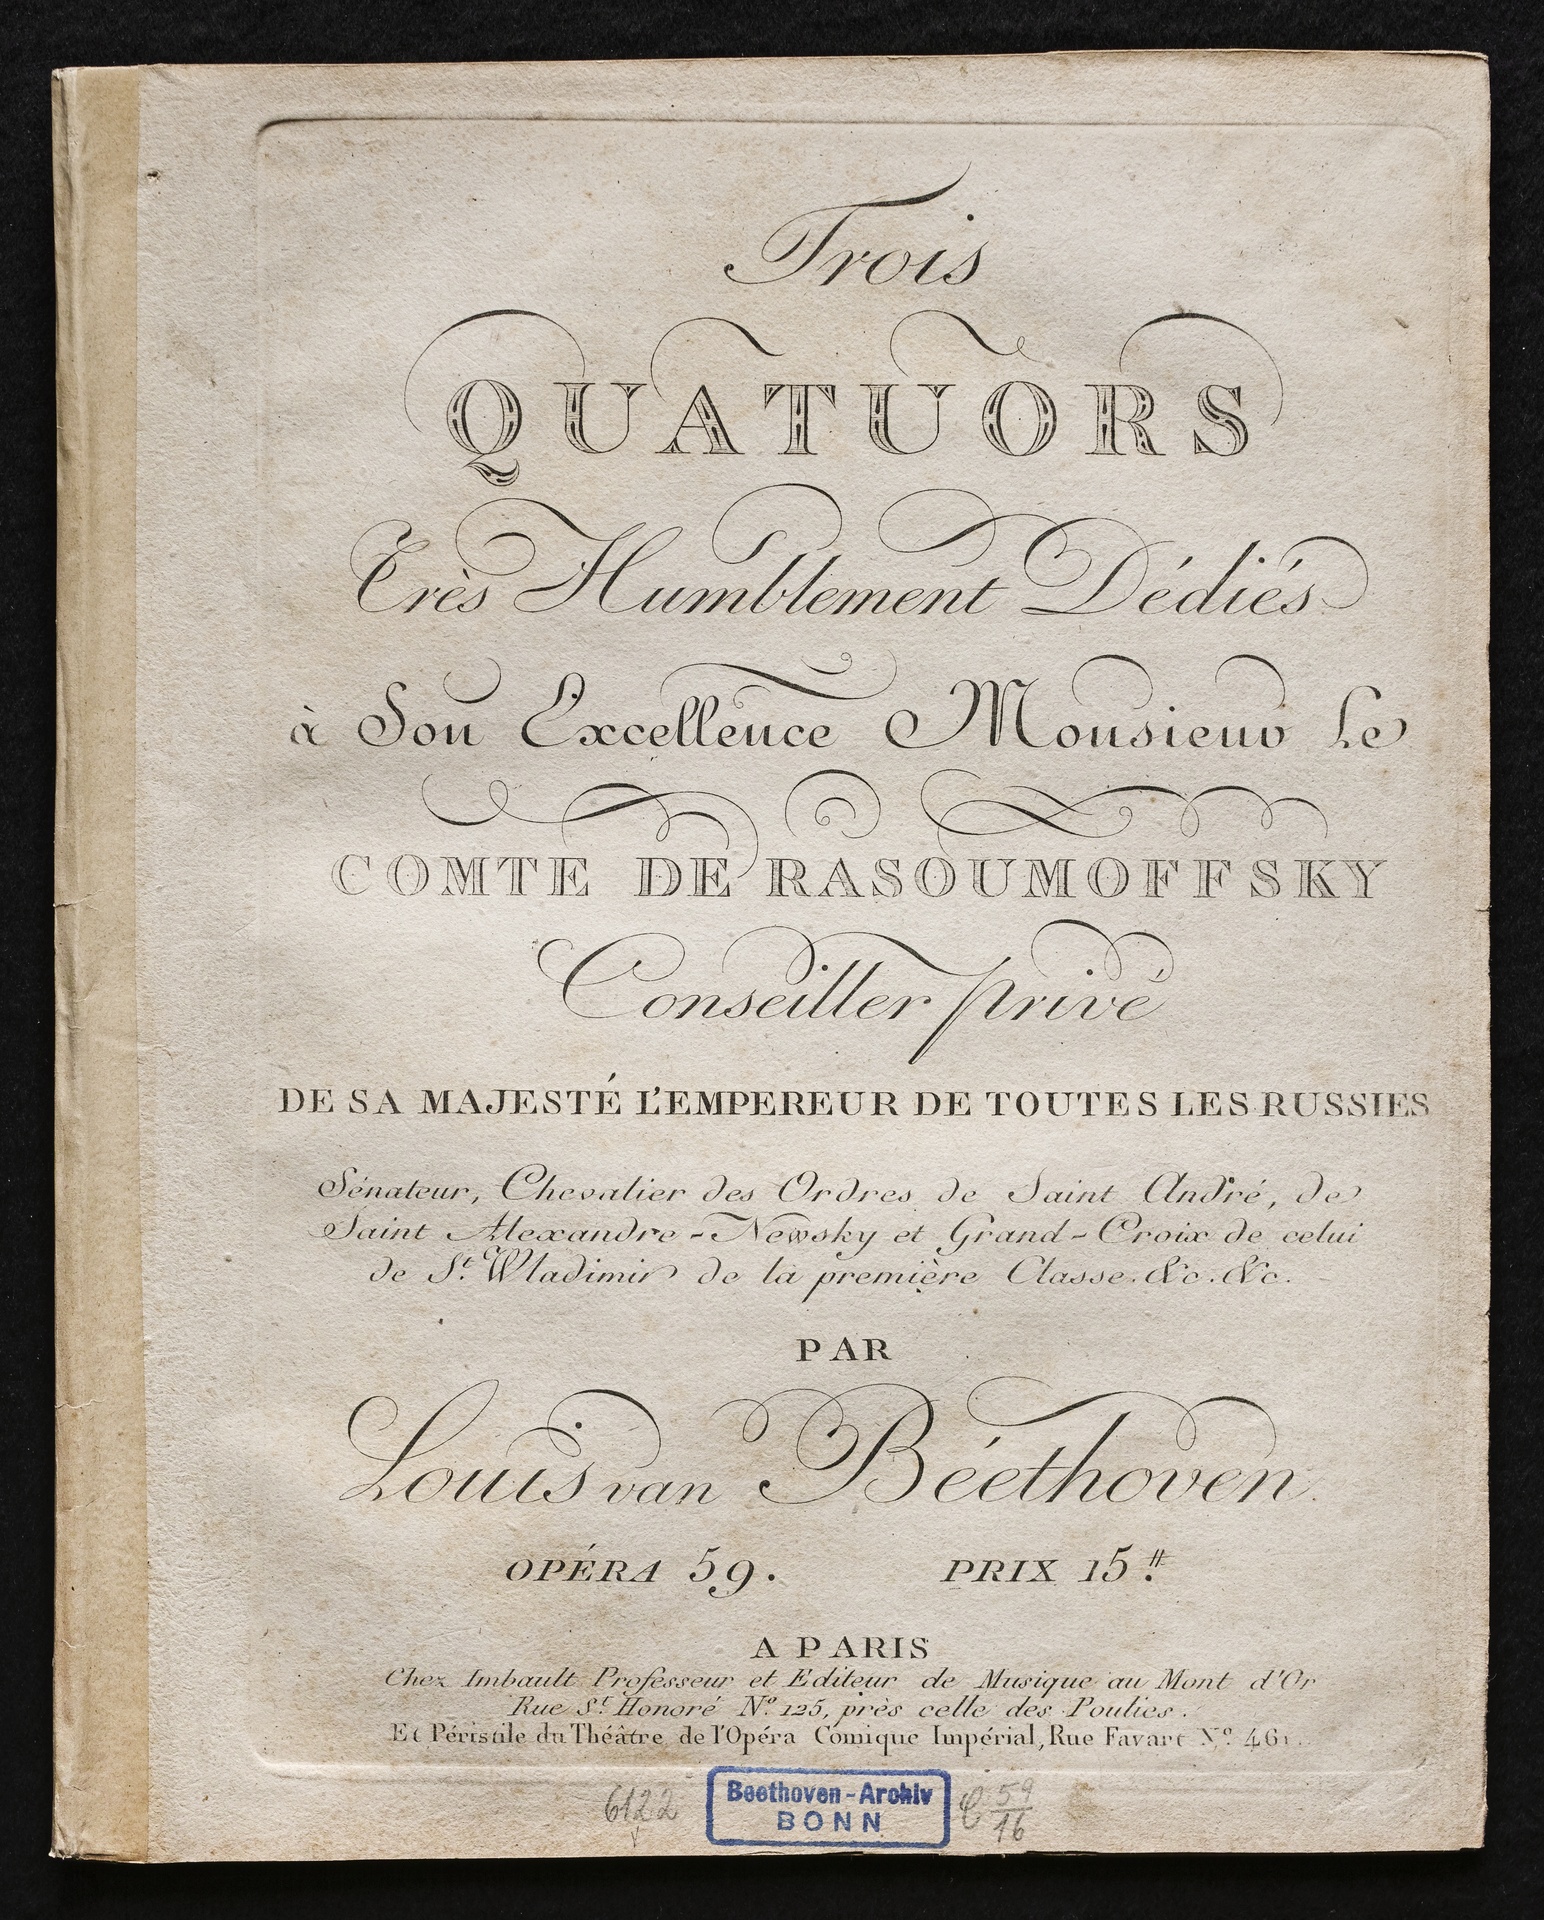 Trois
QUATUORS
Très Humblement Dédiés
à Son Excellence Monsieur Le
COMTE DE RASOUMOFFSKY
Conseiller privé
DE SA MAJESTÉ L'EMPEREUR DE TOUTES LES RUSSIES
Sénateur, Chevalier des Ordres de Saint André, de
Saint Alexandre-Newsky et Grand-Croix de celui
de St. Wladimir de la première Classe. &c. &c.
PAR
Louis van Béethoven.
OPÉRA 59. PRIX 15.#
A PARIS
Chez Imbault Professeur et Editeur de Musique au Mont d'Or
Rue St. Honoré No. 125, près celle des Poulies.
Et Péristile du Théâtre de l'Opéra Comique Impérial, Rue Favart No. 461.
6122
Beethoven-Archiv
BONN
C 59/16